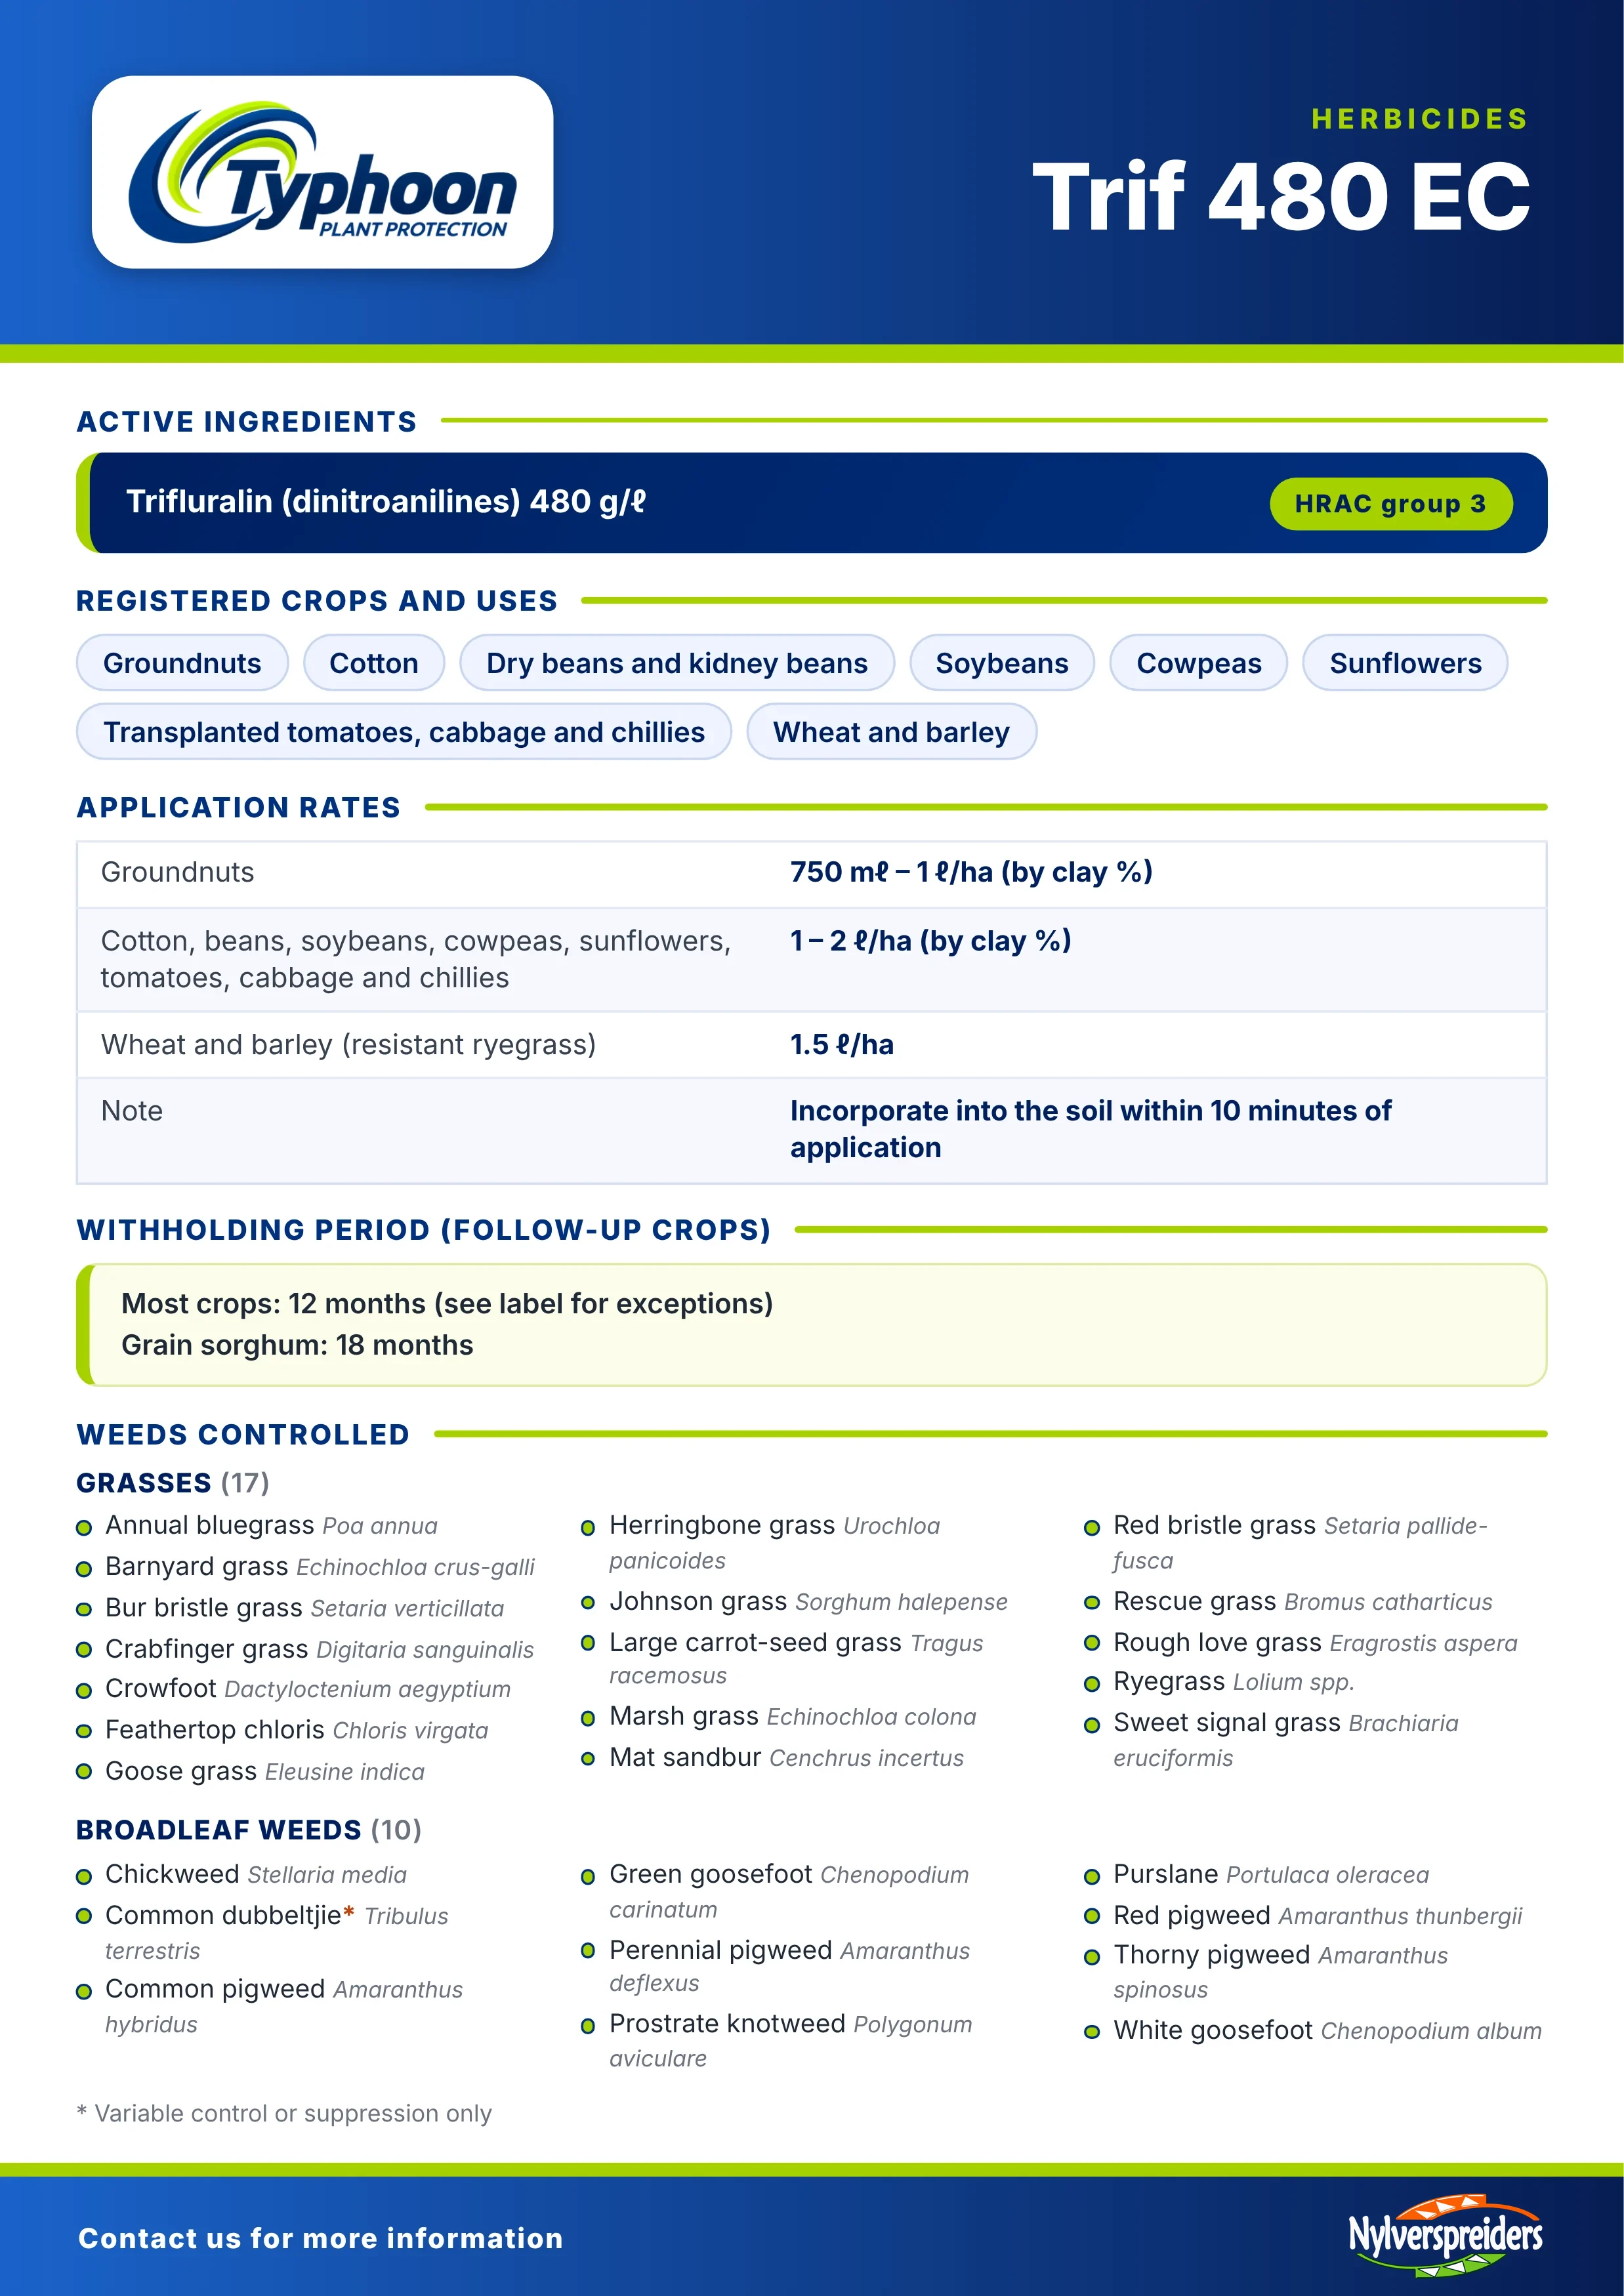 Typhoon
PLANT PROTECTION
HERBICIDES
Trif 480 EC
ACTIVE INGREDIENTS
Trifluralin (dinitroanilines) 480 g/ℓ
HRAC group 3
REGISTERED CROPS AND USES
Groundnuts
Cotton
Dry beans and kidney beans
Soybeans
Cowpeas
Sunflowers
Transplanted tomatoes, cabbage and chillies
Wheat and barley
APPLICATION RATES
Groundnuts
750 mℓ – 1 ℓ/ha (by clay %)
Cotton, beans, soybeans, cowpeas, sunflowers,
tomatoes, cabbage and chillies
1 – 2 ℓ/ha (by clay %)
Wheat and barley (resistant ryegrass)
1.5 ℓ/ha
Note
Incorporate into the soil within 10 minutes of
application
WITHHOLDING PERIOD (FOLLOW-UP CROPS)
Most crops: 12 months (see label for exceptions)
Grain sorghum: 18 months
WEEDS CONTROLLED
GRASSES (17)
Annual bluegrass Poa annua
Barnyard grass Echinochloa crus-galli
Bur bristle grass Setaria verticillata
Crabfinger grass Digitaria sanguinalis
Crowfoot Dactyloctenium aegyptium
Feathertop chloris Chloris virgata
Goose grass Eleusine indica
Herringbone grass Urochloa
panicoides
Johnson grass Sorghum halepense
Large carrot-seed grass Tragus
racemosus
Marsh grass Echinochloa colona
Mat sandbur Cenchrus incertus
Red bristle grass Setaria pallide-
fusca
Rescue grass Bromus catharticus
Rough love grass Eragrostis aspera
Ryegrass Lolium spp.
Sweet signal grass Brachiaria
eruciformis
BROADLEAF WEEDS (10)
Chickweed Stellaria media
Common dubbeltjie* Tribulus
terrestris
Common pigweed Amaranthus
hybridus
Green goosefoot Chenopodium
carinatum
Perennial pigweed Amaranthus
deflexus
Prostrate knotweed Polygonum
aviculare
Purslane Portulaca oleracea
Red pigweed Amaranthus thunbergii
Thorny pigweed Amaranthus
spinosus
White goosefoot Chenopodium album
* Variable control or suppression only
Contact us for more information
Nylverspreiders